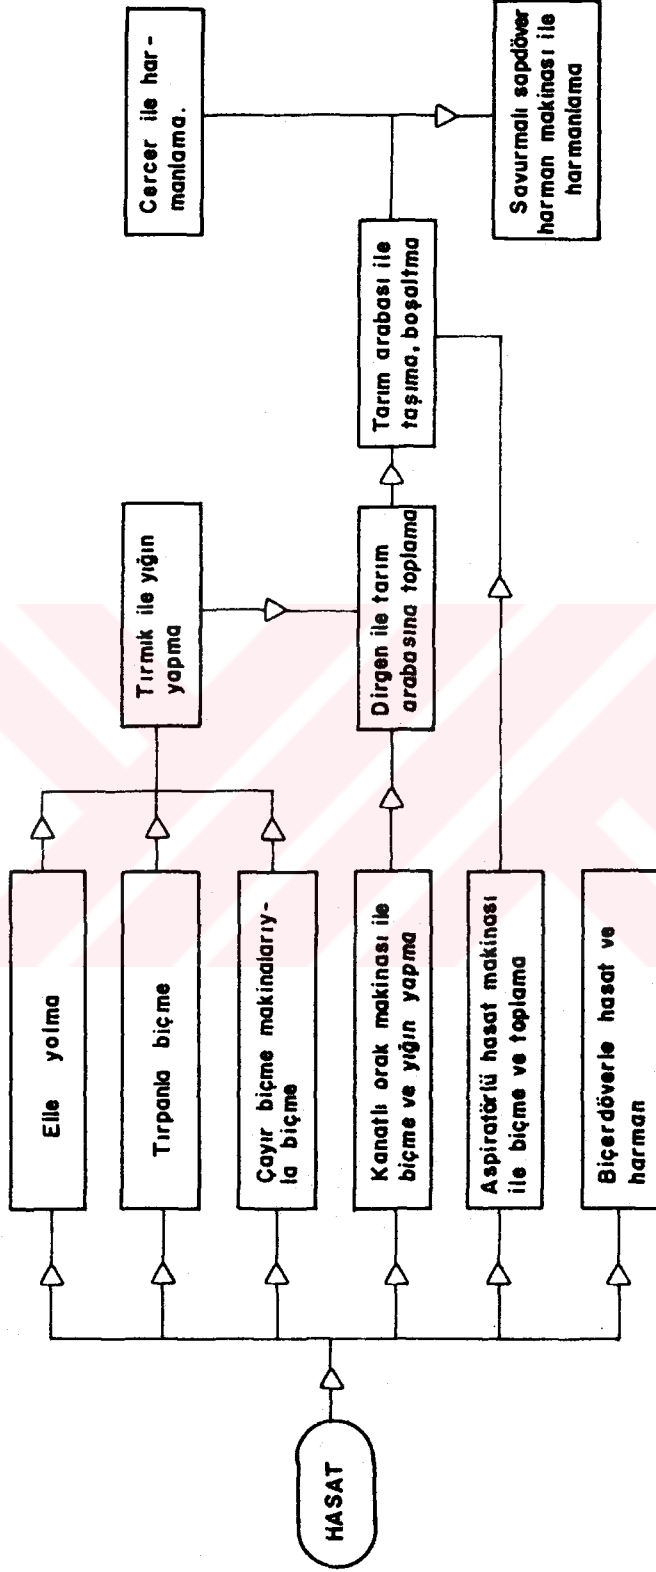 HASAT
Elle yolma
Tırpanla biçme
Çayır biçme makinalarıy-
la biçme
Kanatlı orak makinası ile
biçme ve yığın yapma
Aspiratörlü hasat makinası
ile biçme ve toplama
Biçerdöverle hasat ve
harman
Tırmık ile yığın
yapma
Dirgen ile tarım
arabasına toplama
Tarım arabası ile
taşıma, boşaltma
Cercer ile har-
manlama.
Savurmalı sapdöver
harman makinası ile
harmanlama